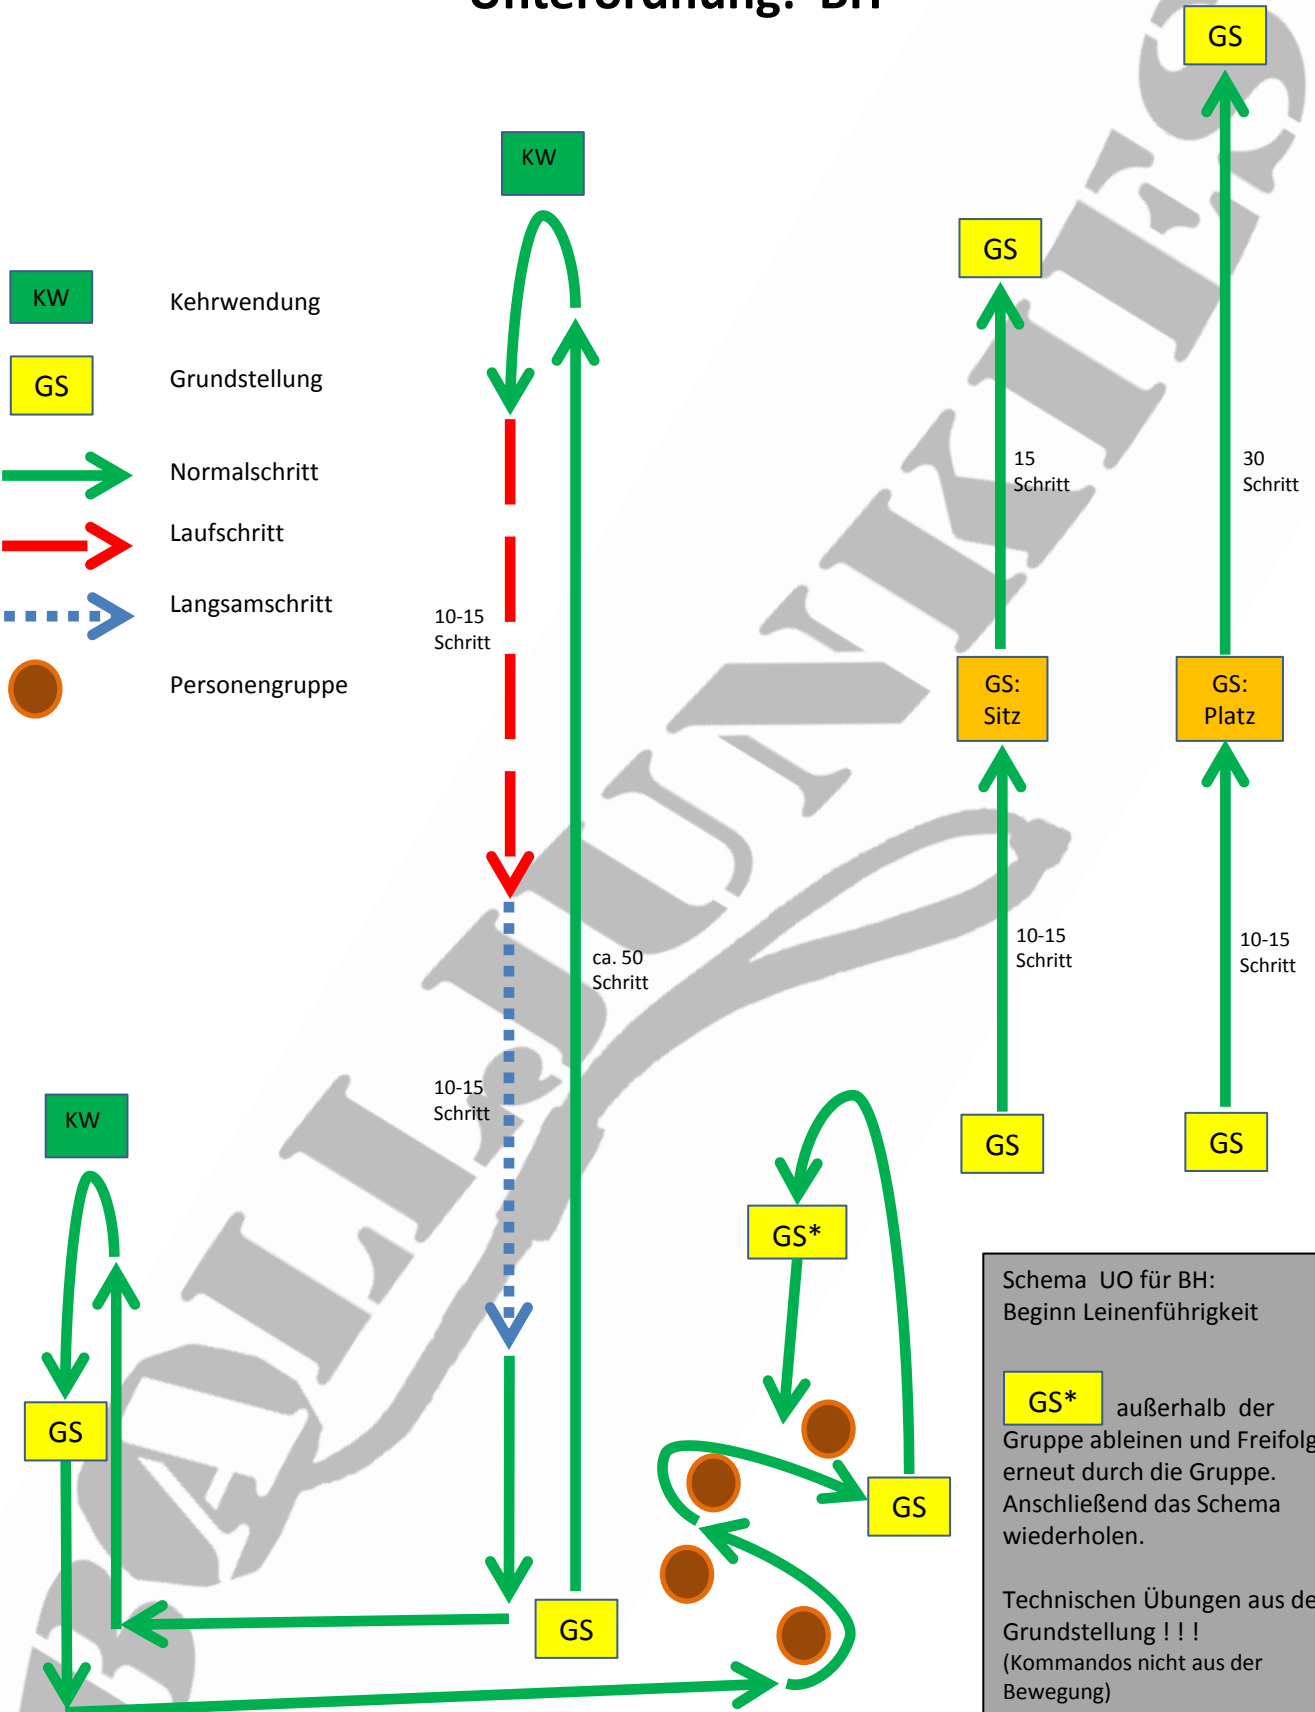 Unterordnung: BH
GS
KW
GS
KW
Kehrwendung
GS
Grundstellung
Normalschritt
Laufschritt
Langsamschritt
Personengruppe
15
Schritt
30
Schritt
10-15
Schritt
GS:
Sitz
GS:
Platz
ca. 50
Schritt
10-15
Schritt
10-15
Schritt
10-15
Schritt
KW
GS
GS
GS*
GS
GS
GS
Schema UO für BH:
Beginn Leinenführigkeit
GS* außerhalb der
Gruppe ableinen und Freifolg
erneut durch die Gruppe.
Anschließend das Schema
wiederholen.
Technischen Übungen aus de
Grundstellung ! ! !
(Kommandos nicht aus der
Bewegung)
BALLJUNKIES